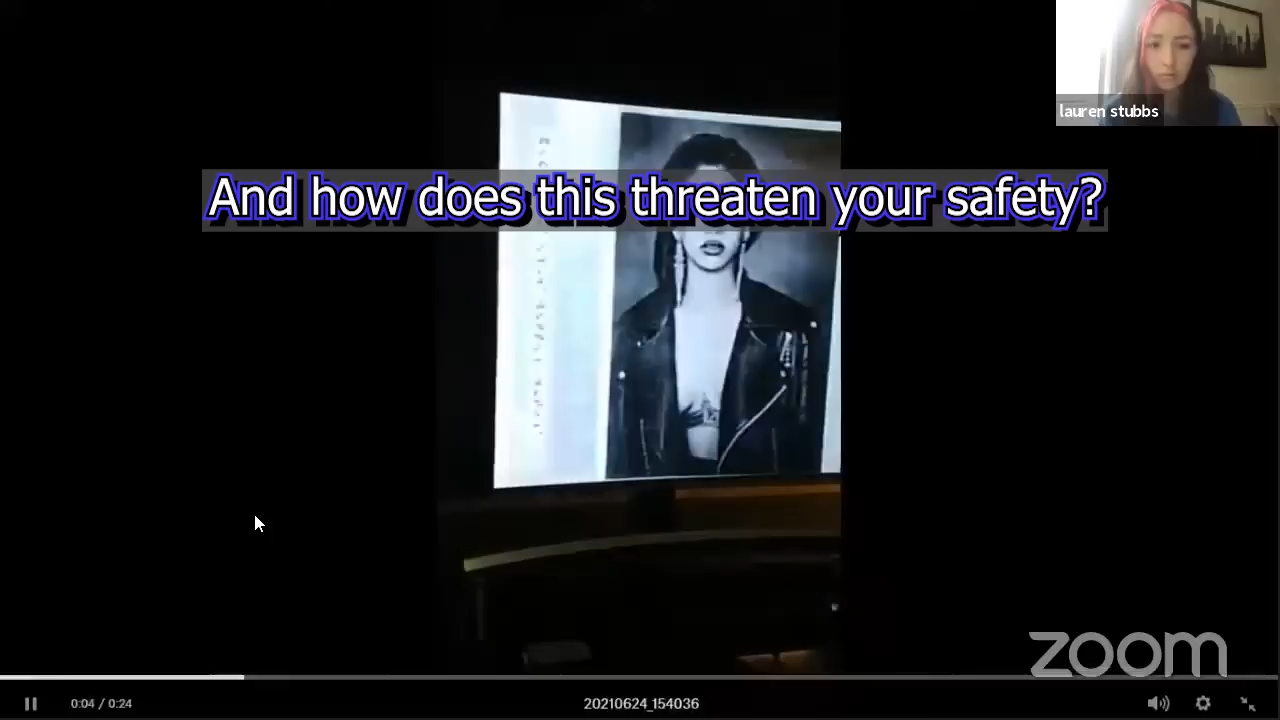 lauren stubbs
And how does this threaten your safety?
zoom
0:04 / 0:24
20210624_154036